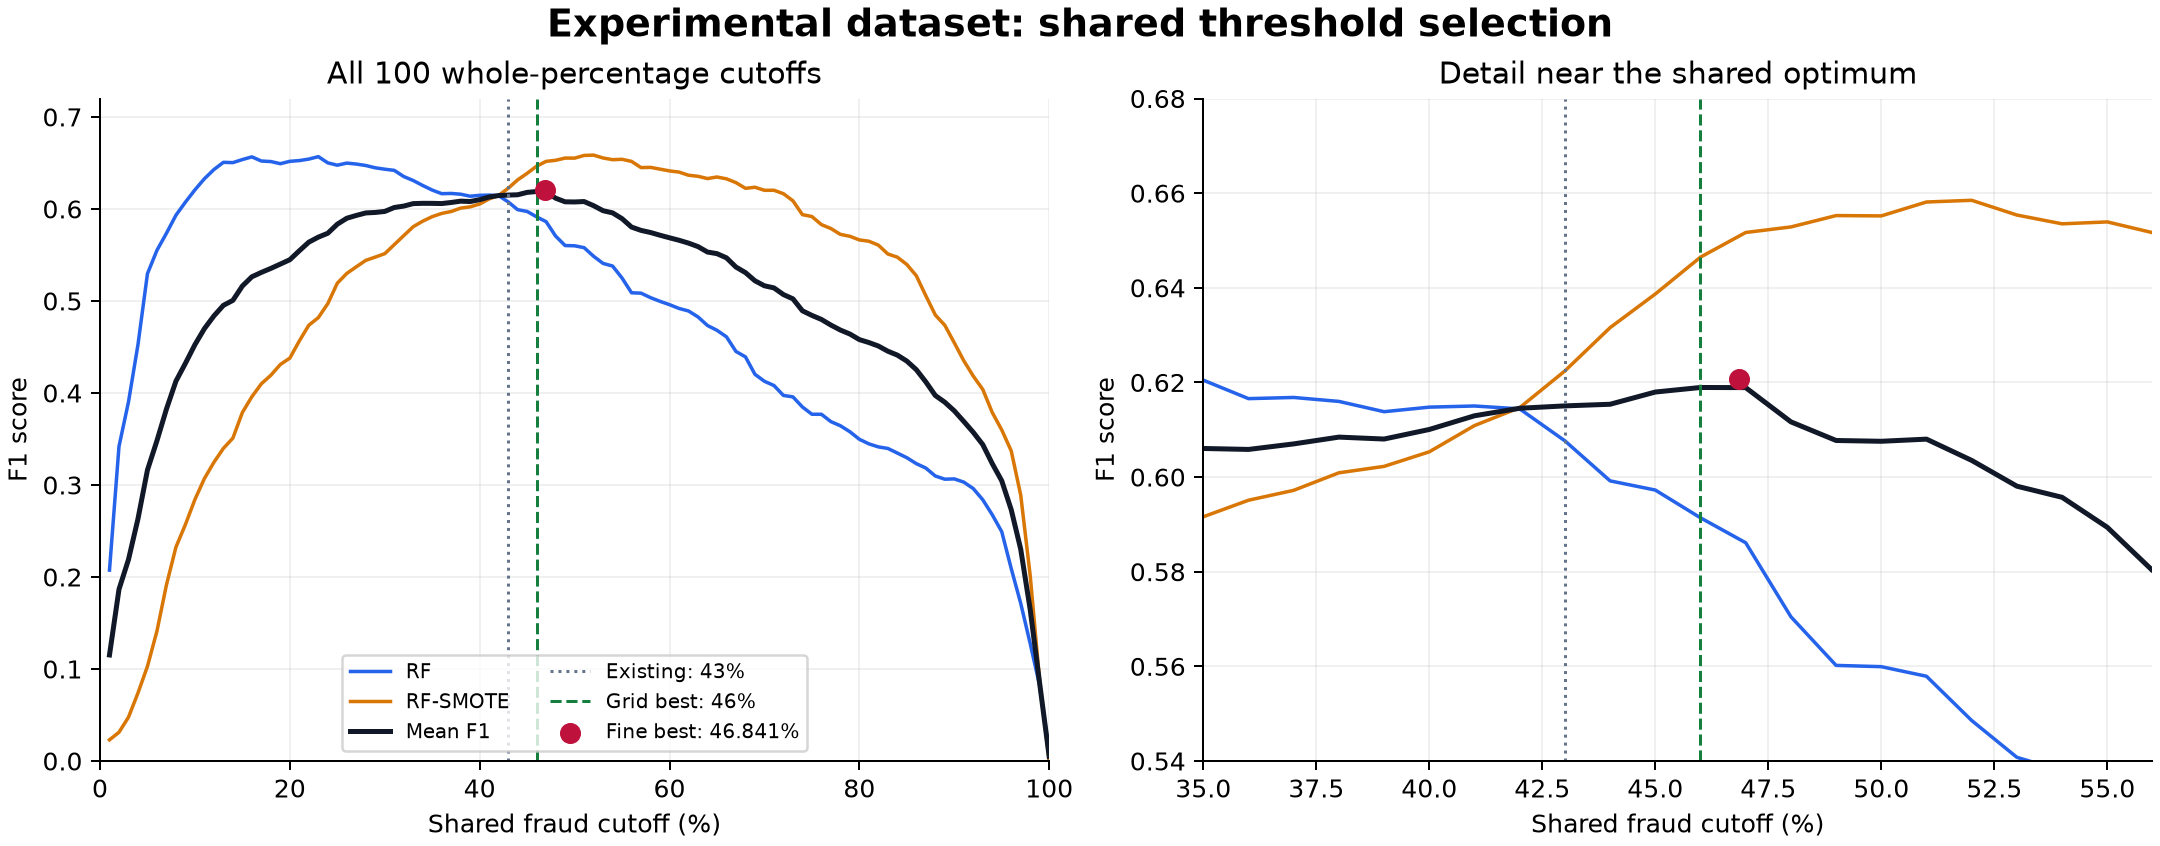 Experimental dataset: shared threshold selection
All 100 whole-percentage cutoffs
F1 score
0.7
0.6
0.5
0.4
0.3
0.2
0.1
0.0
RF
RF-SMOTE
Mean F1
Existing: 43%
Grid best: 46%
Fine best: 46.841%
0 20 40 60 80 100
Shared fraud cutoff (%)
Detail near the shared optimum
F1 score
0.68
0.66
0.64
0.62
0.60
0.58
0.56
0.54
35.0 37.5 40.0 42.5 45.0 47.5 50.0 52.5 55.0
Shared fraud cutoff (%)